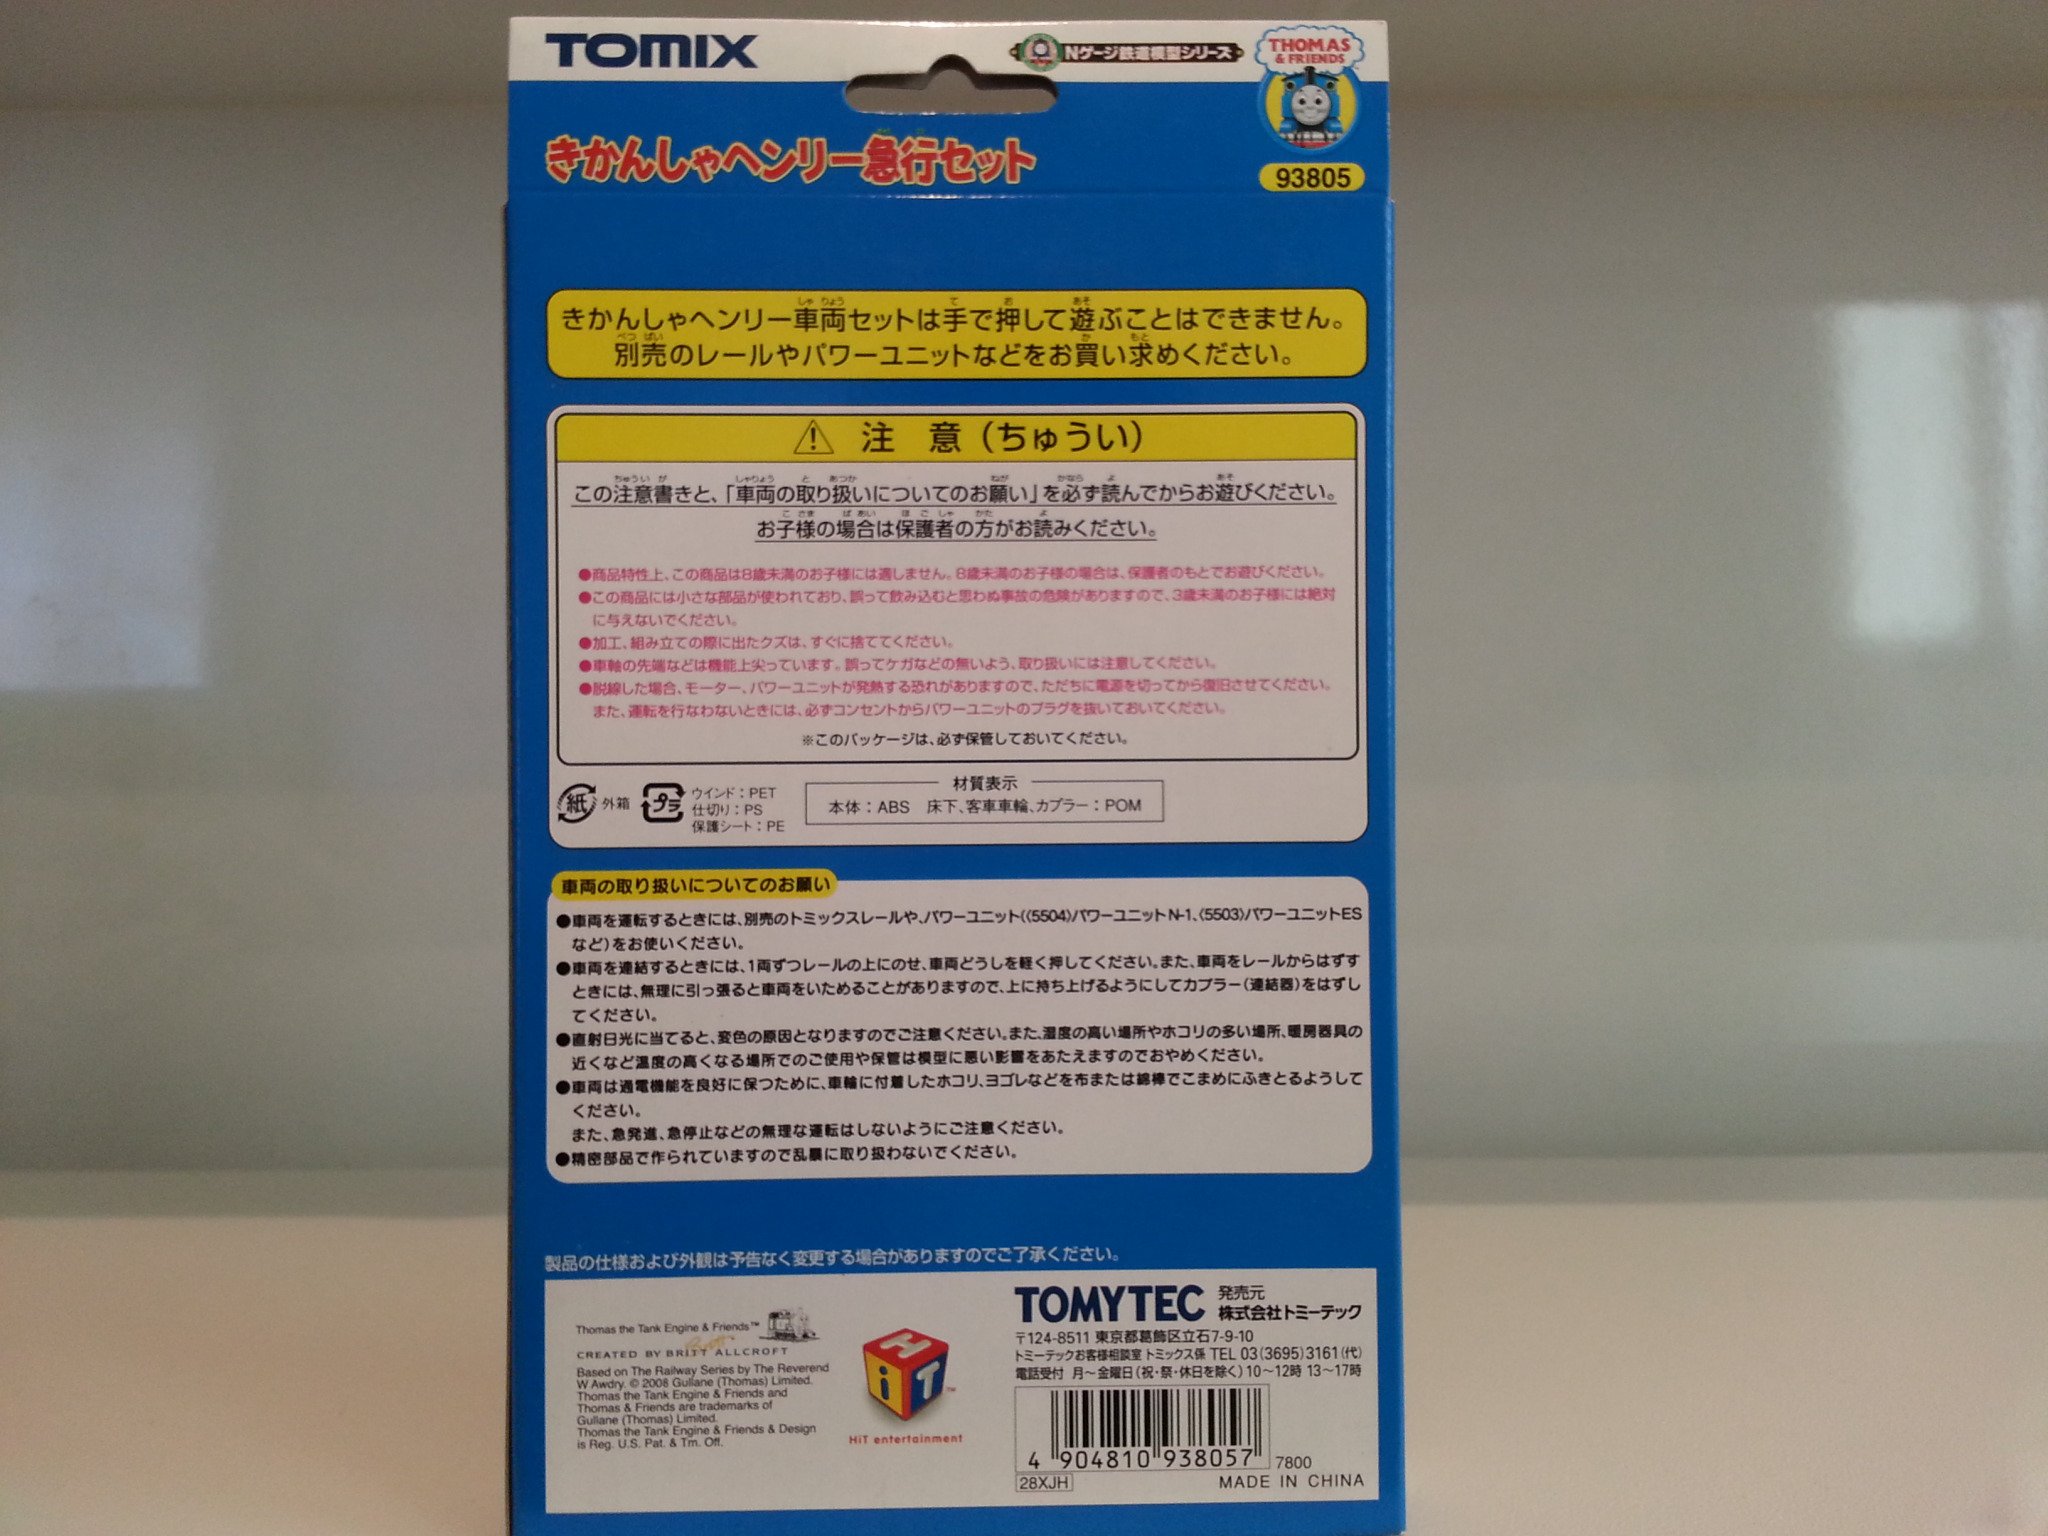 TOMIX
Nゲージ鉄道模型シリーズ
THOMAS
& FRIENDS
きかんしゃヘンリー急行セット
93805
きかんしゃヘンリー車両セットは手で押して遊ぶことはできません。
別売のレールやパワーユニットなどをお買い求めください。
注 意（ちゅうい）
この注意書きと、「車両の取り扱いについてのお願い」を必ず読んでからお遊びください。
お子様の場合は保護者の方がお読みください。
●商品特性上、この商品は8歳未満のお子様には適しません。8歳未満のお子様の場合は、保護者のもとでお遊びください。
●この商品には小さな部品が使われており、誤って飲み込むと思わぬ事故の危険がありますので、3歳未満のお子様には絶対
に与えないでください。
●加工、組み立ての際に出たクズは、すぐに捨ててください。
●車軸の先端などは機能上尖っています。誤ってケガなどの無いよう、取り扱いには注意してください。
●脱線した場合、モーター、パワーユニットが発熱する恐れがありますので、ただちに電源を切ってから復旧させてください。
また、運転を行なわないときには、必ずコンセントからパワーユニットのプラグを抜いておいてください。
※このパッケージは、必ず保管しておいてください。
紙 外箱
プラ
ウインド：PET
仕切り：PS
保護シート：PE
材質表示
本体：ABS 床下、客車車輪、カプラー：POM
車両の取り扱いについてのお願い
●車両を運転するときには、別売のトミックスレールや、パワーユニット(〈5504〉パワーユニットN-1、〈5503〉パワーユニットES
など)をお使いください。
●車両を連結するときには、1両ずつレールの上にのせ、車両どうしを軽く押してください。また、車両をレールからはずす
ときには、無理に引っ張ると車両をいためることがありますので、上に持ち上げるようにしてカプラー（連結器）をはずし
てください。
●直射日光に当てると、変色の原因となりますのでご注意ください。また、湿度の高い場所やホコリの多い場所、暖房器具の
近くなど温度の高くなる場所でのご使用や保管は模型に悪い影響をあたえますのでおやめください。
●車両は通電機能を良好に保つために、車輪に付着したホコリ、ヨゴレなどを布または綿棒でこまめにふきとるようして
ください。
また、急発進、急停止などの無理な運転はしないようにご注意ください。
●精密部品で作られていますので乱暴に取り扱わないでください。
製品の仕様および外観は予告なく変更する場合がありますのでご了承ください。
Thomas the Tank Engine & Friends™
CREATED BY BRITT ALLCROFT
Based on The Railway Series by The Reverend
W Awdry. © 2008 Gullane (Thomas) Limited.
Thomas the Tank Engine & Friends and
Thomas & Friends are trademarks of
Gullane (Thomas) Limited.
Thomas the Tank Engine & Friends & Design
is Reg. U.S. Pat. & Tm. Off.
HiT
HiT entertainment
TOMYTEC
発売元
株式会社トミーテック
〒124-8511 東京都葛飾区立石7-9-10
トミーテックお客様相談室 トミックス係 TEL 03(3695)3161(代)
電話受付 月～金曜日(祝・祭・休日を除く)10～12時 13～17時
4 904810 938057
7800
28XJH
MADE IN CHINA